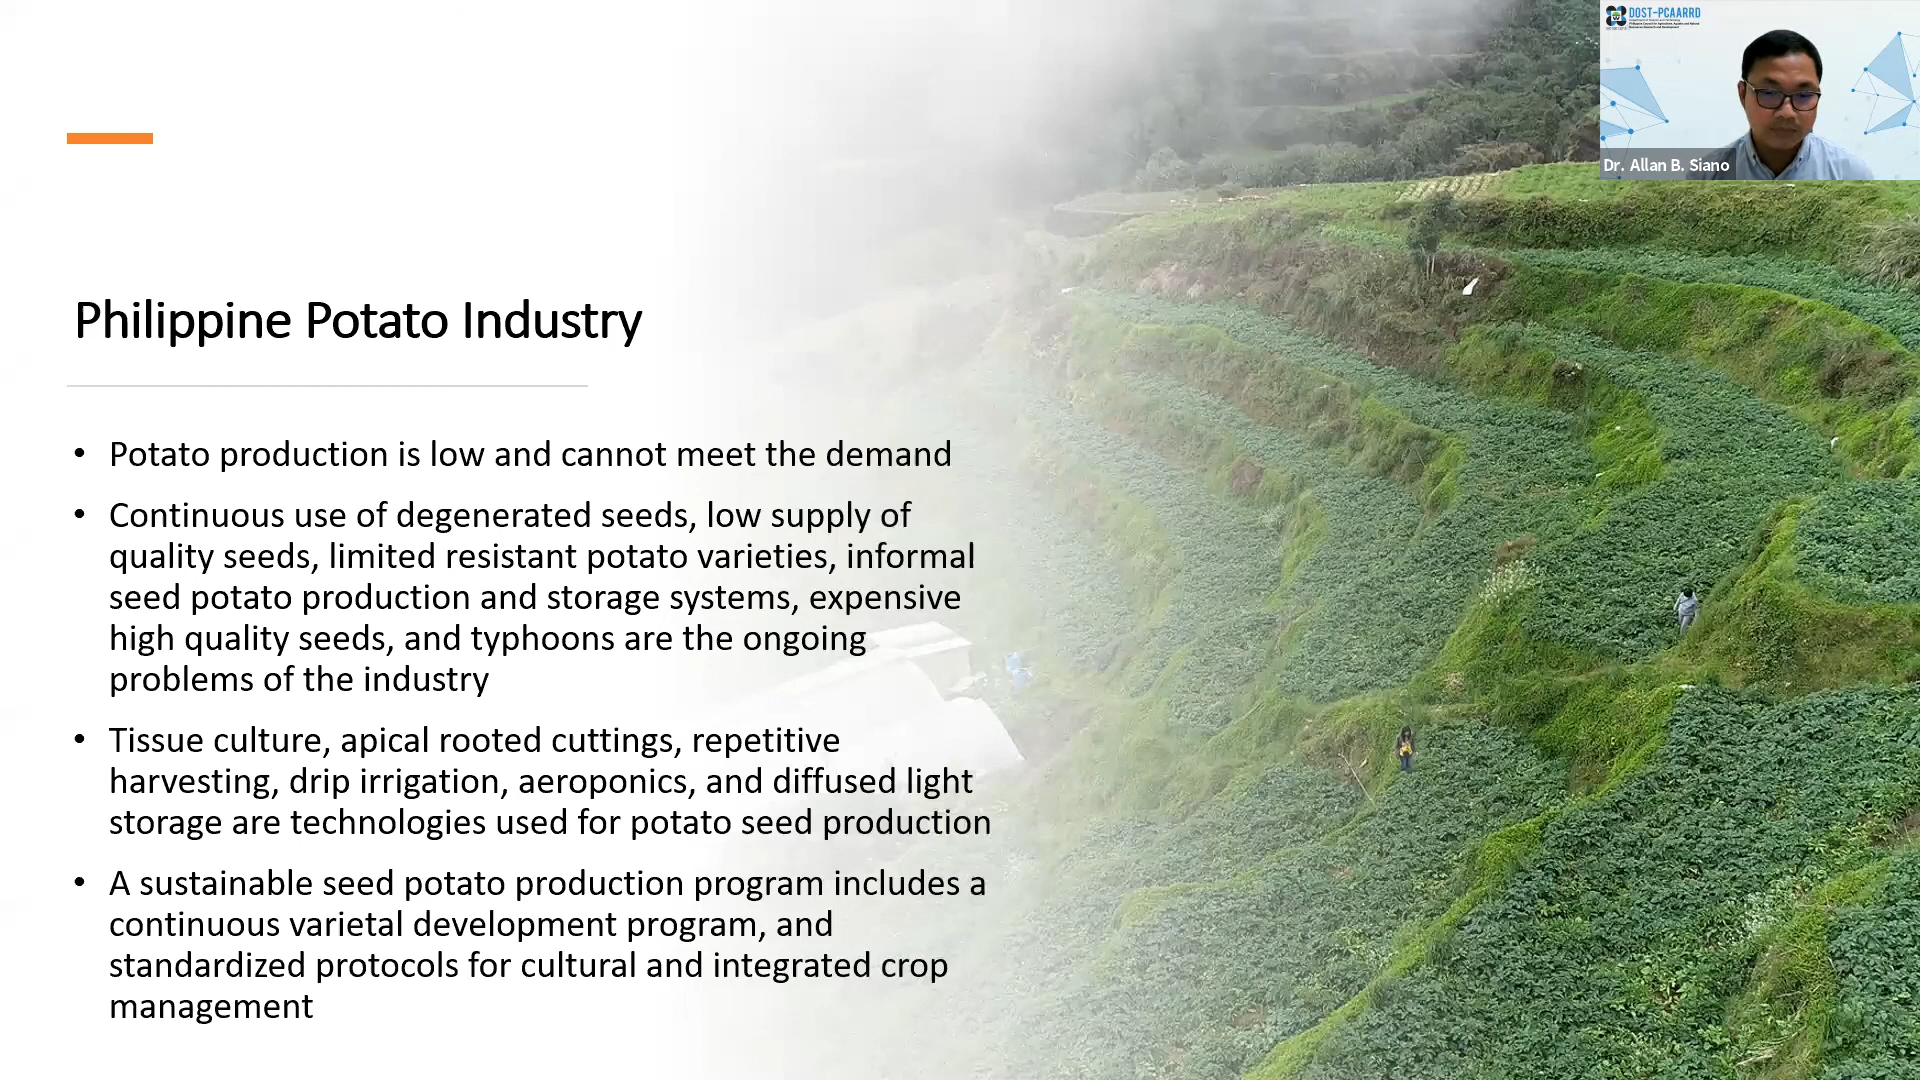 DOST-PCAARRD
Dr. Allan B. Siano
Philippine Potato Industry
• Potato production is low and cannot meet the demand
• Continuous use of degenerated seeds, low supply of
quality seeds, limited resistant potato varieties, informal
seed potato production and storage systems, expensive
high quality seeds, and typhoons are the ongoing
problems of the industry
• Tissue culture, apical rooted cuttings, repetitive
harvesting, drip irrigation, aeroponics, and diffused light
storage are technologies used for potato seed production
• A sustainable seed potato production program includes a
continuous varietal development program, and
standardized protocols for cultural and integrated crop
management